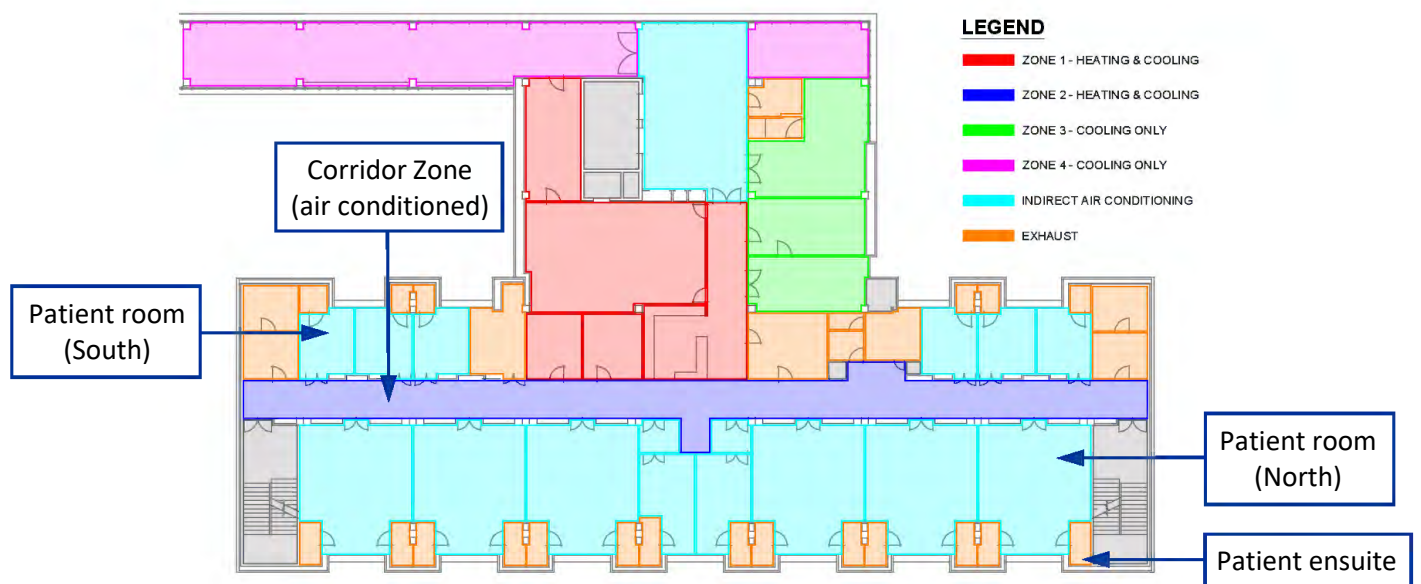 LEGEND
ZONE 1 - HEATING & COOLING
ZONE 2 - HEATING & COOLING
ZONE 3 - COOLING ONLY
ZONE 4 - COOLING ONLY
INDIRECT AIR CONDITIONING
EXHAUST
Corridor Zone
(air conditioned)
Patient room
(South)
Patient room
(North)
Patient ensuite